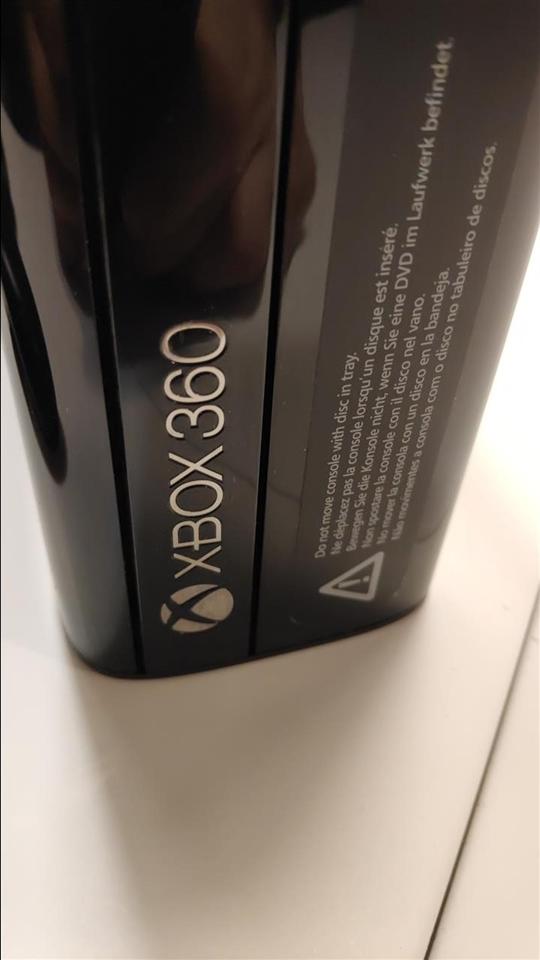 XBOX 360
Do not move console with disc in tray.
Ne déplacez pas la console lorsqu'un disque est inséré.
Bewegen Sie die Konsole nicht, wenn Sie eine DVD im Laufwerk befindet.
Non spostare la console con il disco nel vano.
No mover la consola con un disco en la bandeja.
Não movimentes a consola com o disco no tabuleiro de discos.